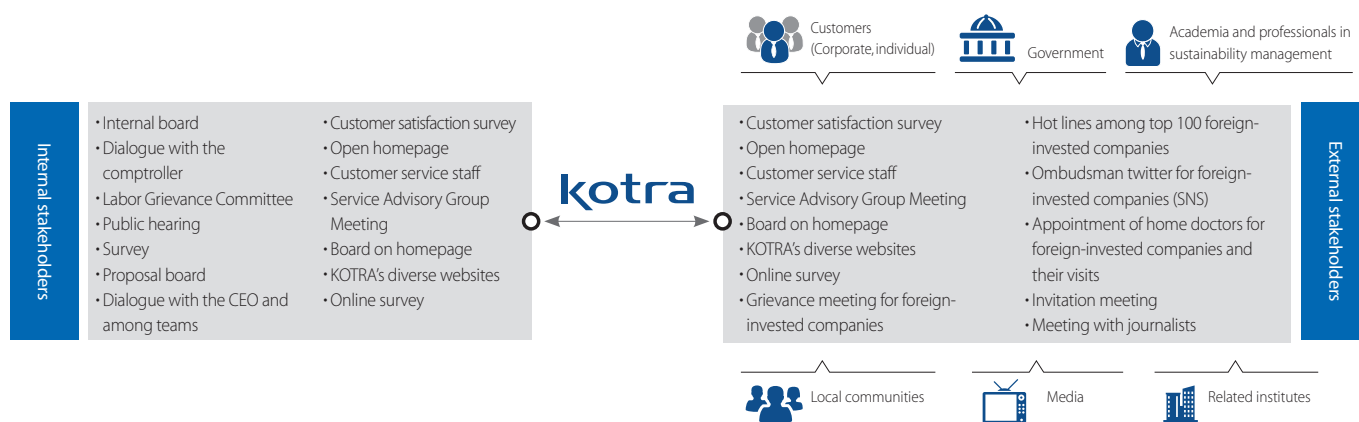 Customers
(Corporate, individual)
Government
Academia and professionals in
sustainability management
Internal stakeholders
• Internal board
• Dialogue with the
comptroller
• Labor Grievance Committee
• Public hearing
• Survey
• Proposal board
• Dialogue with the CEO and
among teams
• Customer satisfaction survey
• Open homepage
• Customer service staff
• Service Advisory Group
Meeting
• Board on homepage
• KOTRA's diverse websites
• Online survey
kotra
• Customer satisfaction survey
• Open homepage
• Customer service staff
• Service Advisory Group Meeting
• Board on homepage
• KOTRA's diverse websites
• Online survey
• Grievance meeting for foreign-
invested companies
• Hot lines among top 100 foreign-
invested companies
• Ombudsman twitter for foreign-
invested companies (SNS)
• Appointment of home doctors for
foreign-invested companies and
their visits
• Invitation meeting
• Meeting with journalists
External stakeholders
Local communities
Media
Related institutes